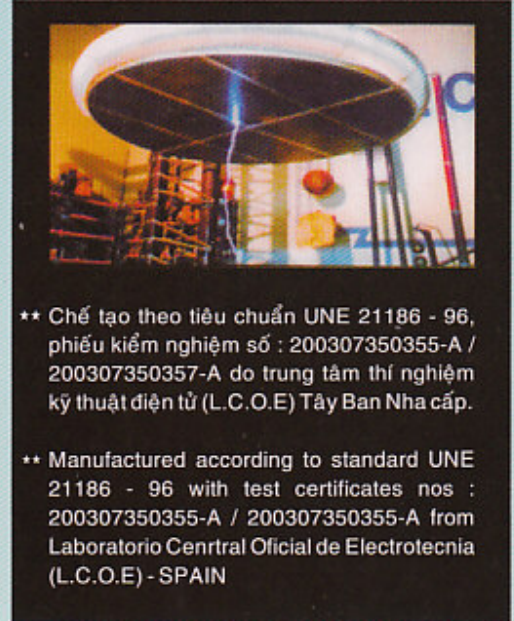 C
** Chế tạo theo tiêu chuẩn UNE 21186 - 96,
phiếu kiểm nghiệm số : 200307350355-A /
200307350357-A do trung tâm thí nghiệm
kỹ thuật điện tử (L.C.O.E) Tây Ban Nha cấp.
** Manufactured according to standard UNE
21186 - 96 with test certificates nos :
200307350355-A / 200307350355-A from
Laboratorio Cenrtral Oficial de Electrotecnia
(L.C.O.E) - SPAIN